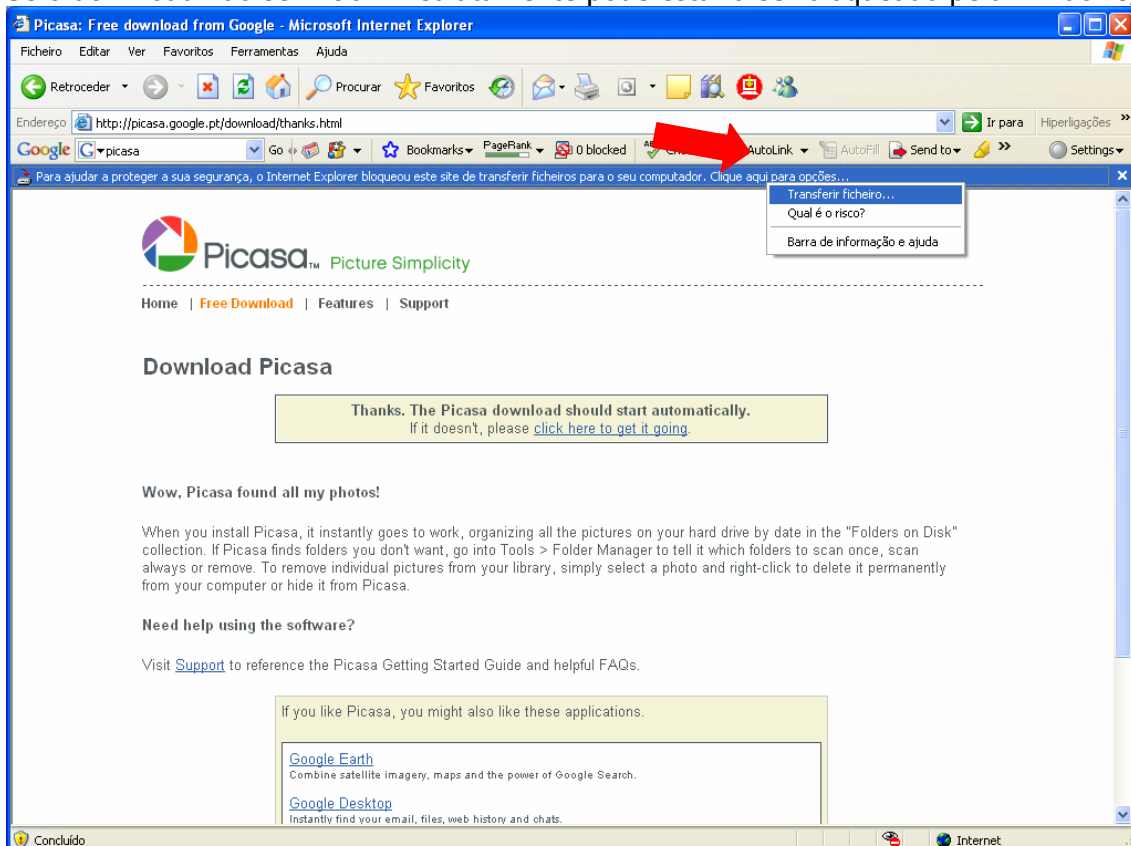 Picasa: Free download from Google - Microsoft Internet Explorer
Ficheiro Editar Ver Favoritos Ferramentas Ajuda
Retroceder Procurar Favoritos
Endereço http://picasa.google.pt/download/thanks.html Ir para Hiperligações »
Google G picasa Go Bookmarks PageRank 0 blocked AutoLink AutoFill Send to » Settings
Para ajudar a proteger a sua segurança, o Internet Explorer bloqueou este site de transferir ficheiros para o seu computador. Clique aqui para opções...
Transferir ficheiro...
Qual é o risco?
Barra de informação e ajuda
Picasa™ Picture Simplicity
Home | Free Download | Features | Support
Download Picasa
Thanks. The Picasa download should start automatically.
If it doesn't, please click here to get it going.
Wow, Picasa found all my photos!
When you install Picasa, it instantly goes to work, organizing all the pictures on your hard drive by date in the "Folders on Disk"
collection. If Picasa finds folders you don't want, go into Tools > Folder Manager to tell it which folders to scan once, scan
always or remove. To remove individual pictures from your library, simply select a photo and right-click to delete it permanently
from your computer or hide it from Picasa.
Need help using the software?
Visit Support to reference the Picasa Getting Started Guide and helpful FAQs.
If you like Picasa, you might also like these applications.
Google Earth
Combine satellite imagery, maps and the power of Google Search.
Google Desktop
Instantly find your email, files, web history and chats.
Concluído Internet